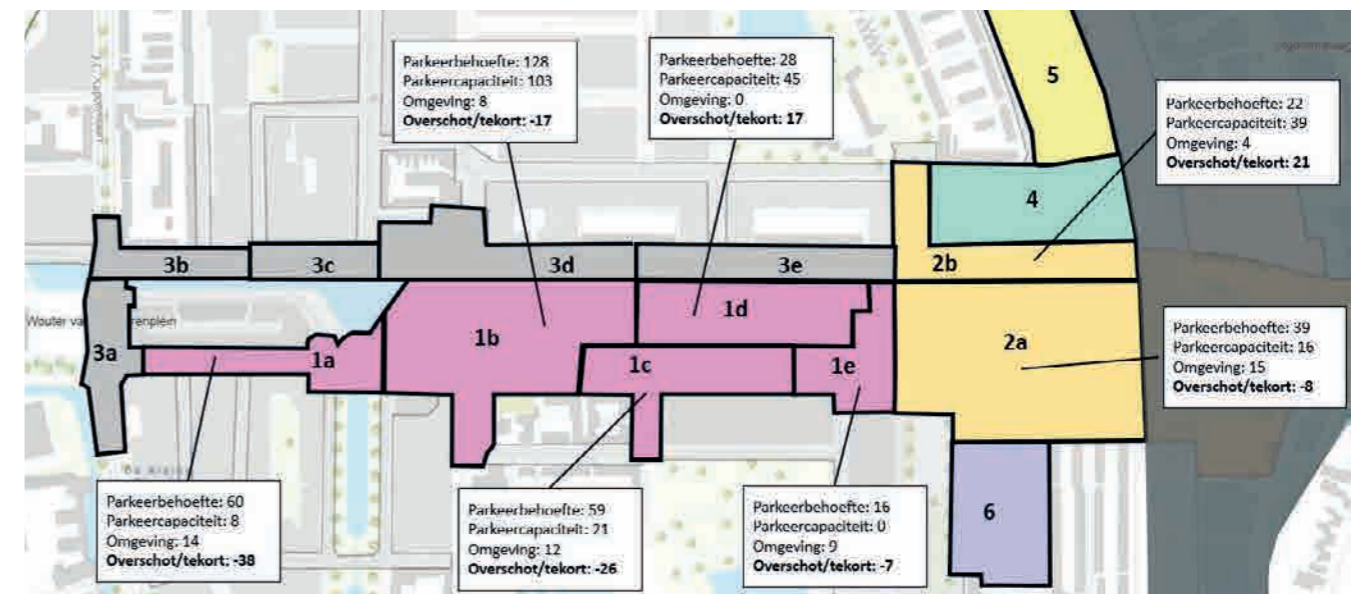 Parkeerbehoefte: 128
Parkeercapaciteit: 103
Omgeving: 8
Overschot/tekort: -17
Parkeerbehoefte: 28
Parkeercapaciteit: 45
Omgeving: 0
Overschot/tekort: 17
5
Parkeerbehoefte: 22
Parkeercapaciteit: 39
Omgeving: 4
Overschot/tekort: 21
4
3b
3c
3d
3e
2b
Wouter va
renplein
3a
1a
1b
1c
1d
1e
2a
Parkeerbehoefte: 39
Parkeercapaciteit: 16
Omgeving: 15
Overschot/tekort: -8
Parkeerbehoefte: 60
Parkeercapaciteit: 8
Omgeving: 14
Overschot/tekort: -38
Parkeerbehoefte: 59
Parkeercapaciteit: 21
Omgeving: 12
Overschot/tekort: -26
Parkeerbehoefte: 16
Parkeercapaciteit: 0
Omgeving: 9
Overschot/tekort: -7
6